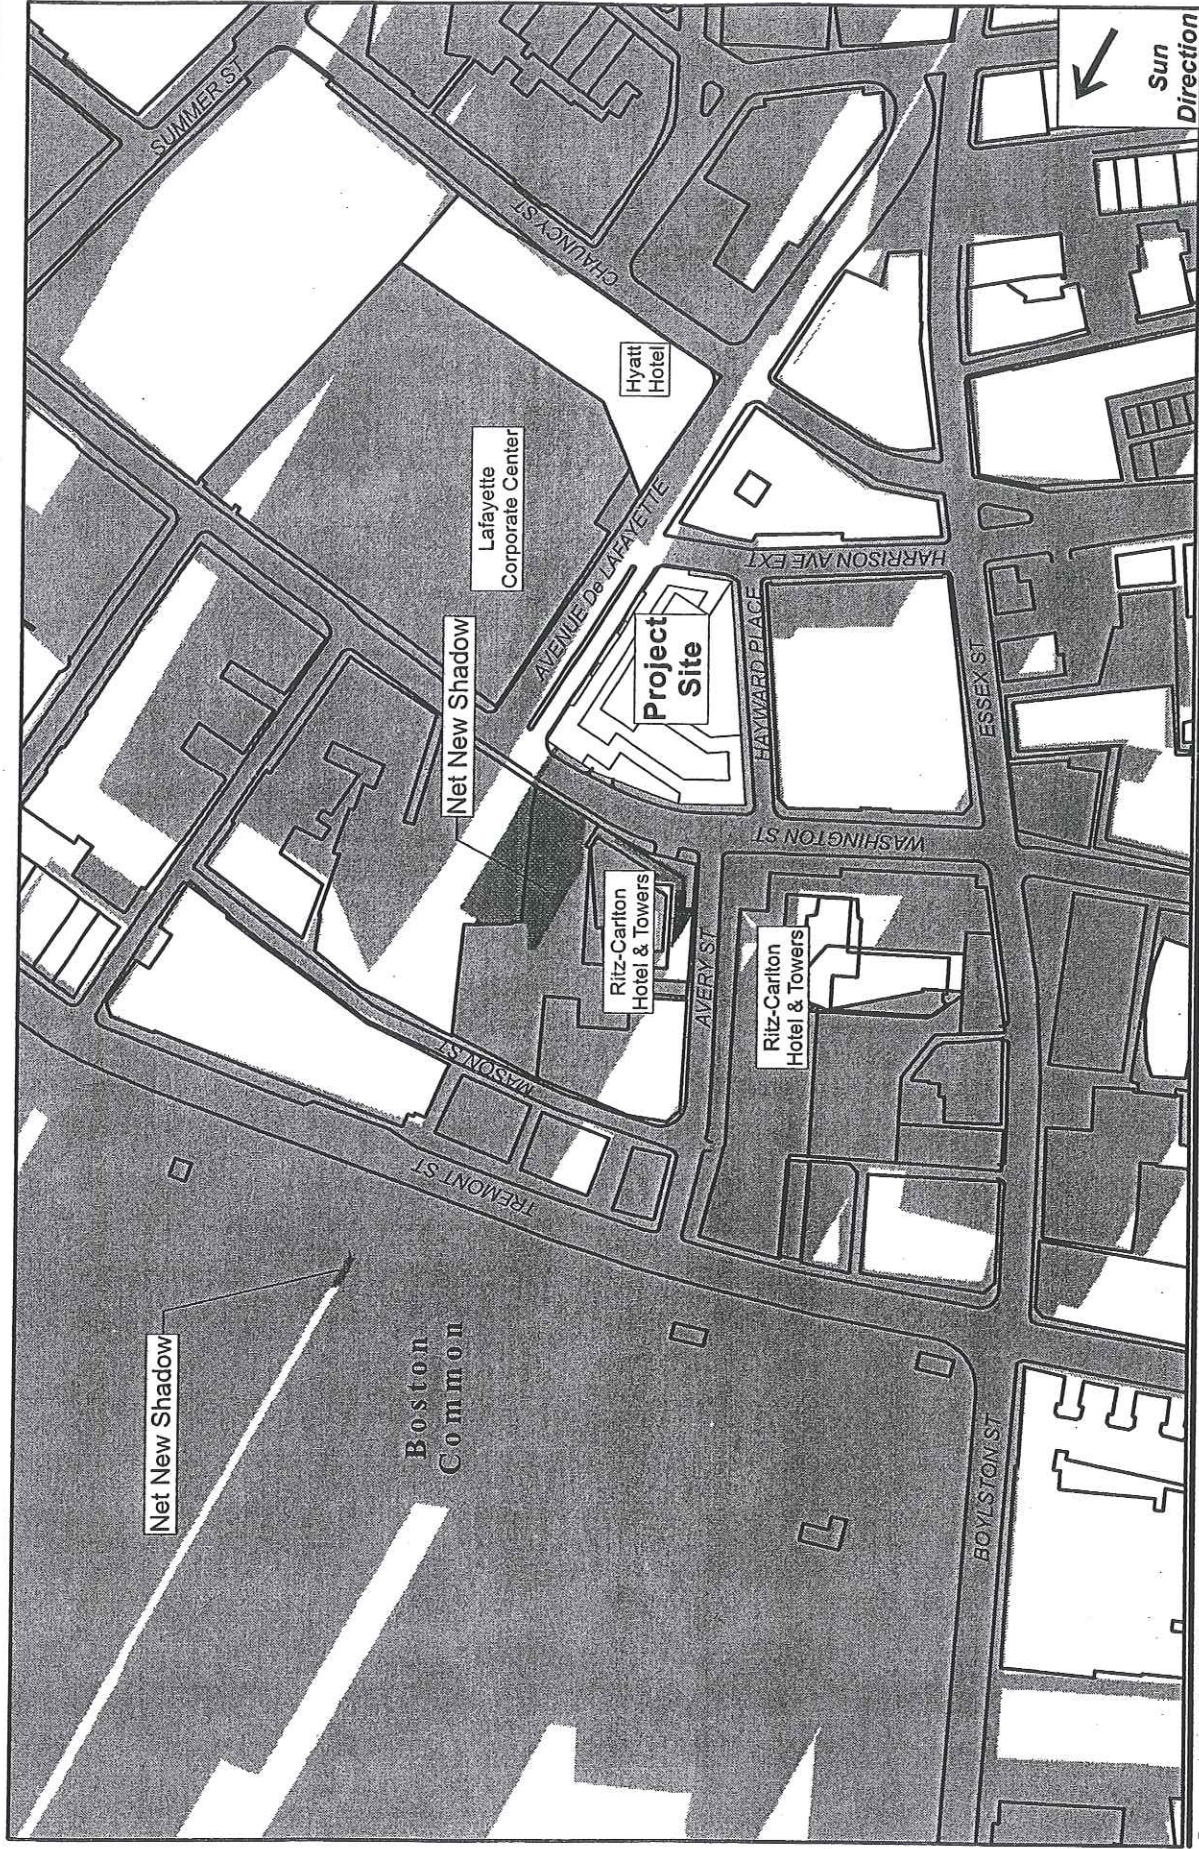 SUMMER ST
CHAUNCY ST
Hyatt
Hotel
Lafayette
Corporate Center
AVENUE De LAFAYETTE
Net New Shadow
Project
Site
HARRISON AVE EXT
HAYWARD PLACE
ESSEX ST
WASHINGTON ST
Ritz-Carlton
Hotel & Towers
AVERY ST
Ritz-Carlton
Hotel & Towers
MASON ST
TREMONT ST
Net New Shadow
Boston
Common
BOYLSTON ST
Sun
Direction